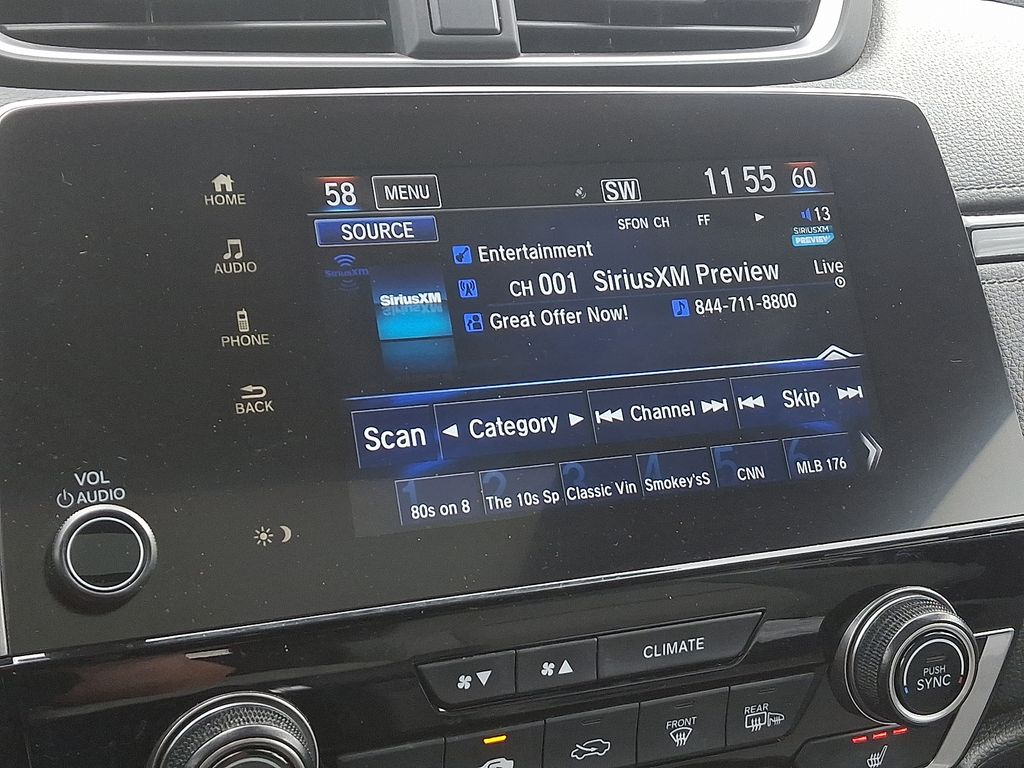 HOME
AUDIO
PHONE
BACK
VOL
AUDIO
58 MENU SW 11 55 60
SOURCE SFON CH FF 13
SIRIUSXM
PREVIEW
SiriusXM
SiriusXM
Entertainment
CH 001 SiriusXM Preview Live
Great Offer Now! 844-711-8800
Scan Category Channel Skip
1 2 3 4 5 6
80s on 8 The 10s Sp Classic Vin Smokey'sS CNN MLB 176
CLIMATE
PUSH
SYNC
FRONT
REAR